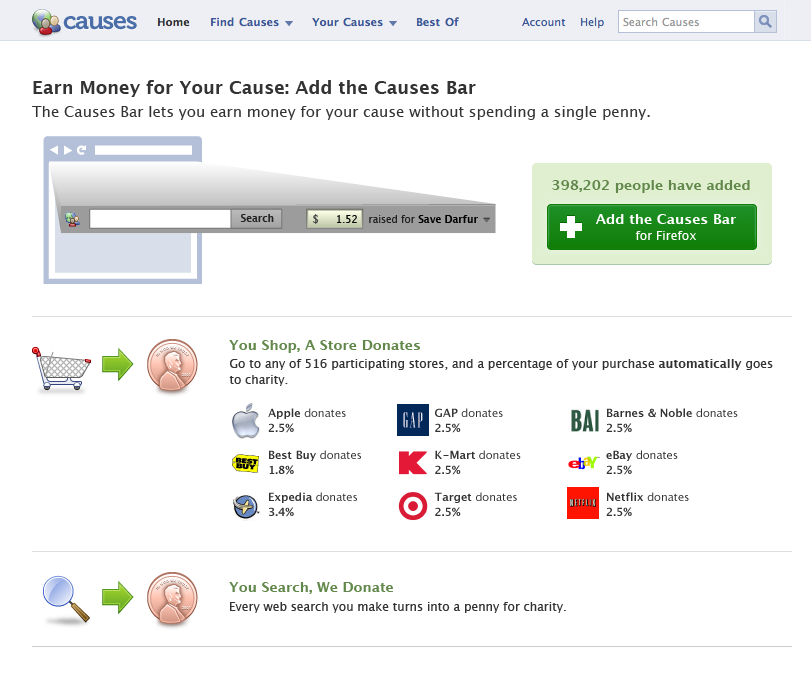 causes Home Find Causes Your Causes Best Of Account Help Search Causes
Earn Money for Your Cause: Add the Causes Bar
The Causes Bar lets you earn money for your cause without spending a single penny.
Search $ 1.52 raised for Save Darfur
398,202 people have added
Add the Causes Bar
for Firefox
You Shop, A Store Donates
Go to any of 516 participating stores, and a percentage of your purchase automatically goes
to charity.
Apple donates
2.5%
GAP
GAP donates
2.5%
BAI
Barnes & Noble donates
2.5%
BEST
BUY
Best Buy donates
1.8%
K-Mart donates
2.5%
ebY
eBay donates
2.5%
Expedia donates
3.4%
Target donates
2.5%
NETFLIX
Netflix donates
2.5%
You Search, We Donate
Every web search you make turns into a penny for charity.